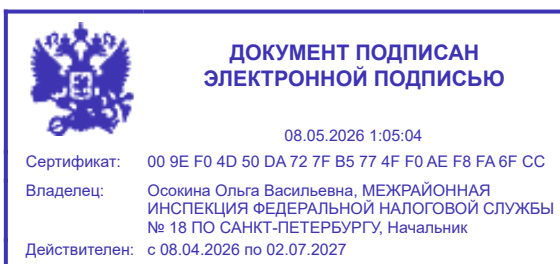 ДОКУМЕНТ ПОДПИСАН
ЭЛЕКТРОННОЙ ПОДПИСЬЮ
08.05.2026 1:05:04
Сертификат: 00 9E F0 4D 50 DA 72 7F B5 77 4F F0 AE F8 FA 6F CC
Владелец: Осокина Ольга Васильевна, МЕЖРАЙОННАЯ
ИНСПЕКЦИЯ ФЕДЕРАЛЬНОЙ НАЛОГОВОЙ СЛУЖБЫ
№ 18 ПО САНКТ-ПЕТЕРБУРГУ, Начальник
Действителен: с 08.04.2026 по 02.07.2027